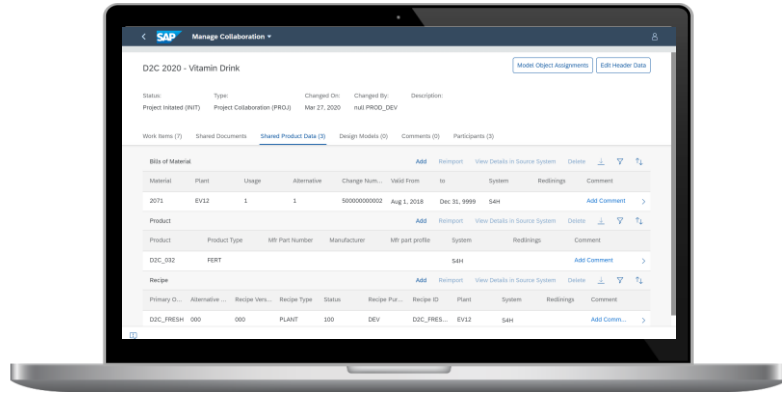 SAP Manage Collaboration
D2C 2020 - Vitamin Drink
Model Object Assignments Edit Header Data
Status: Type: Changed On: Changed By: Description:
Project Initated (INIT) Project Collaboration (PROJ) Mar 27, 2020 null PROD_DEV
Work Items (7) Shared Documents Shared Product Data (3) Design Models (0) Comments (0) Participants (3)
Bills of Material Add Reimport View Details in Source System Delete
Material Plant Usage Alternative Change Num... Valid From to System Redlinings Comment
2071 EV12 1 1 500000000002 Aug 1, 2018 Dec 31, 9999 S4H Add Comment
Product Add Reimport View Details in Source System Delete
Product Product Type Mfr Part Number Manufacturer Mfr part profile System Redlinings Comment
D2C_032 FERT S4H Add Comment
Recipe Add Reimport View Details in Source System Delete
Primary O... Alternative ... Recipe Vers... Recipe Type Status Recipe Pur... Recipe ID Plant System Redlinings Comment
D2C_FRESH 000 000 PLANT 100 DEV D2C_FRES... EV12 S4H Add Comm...